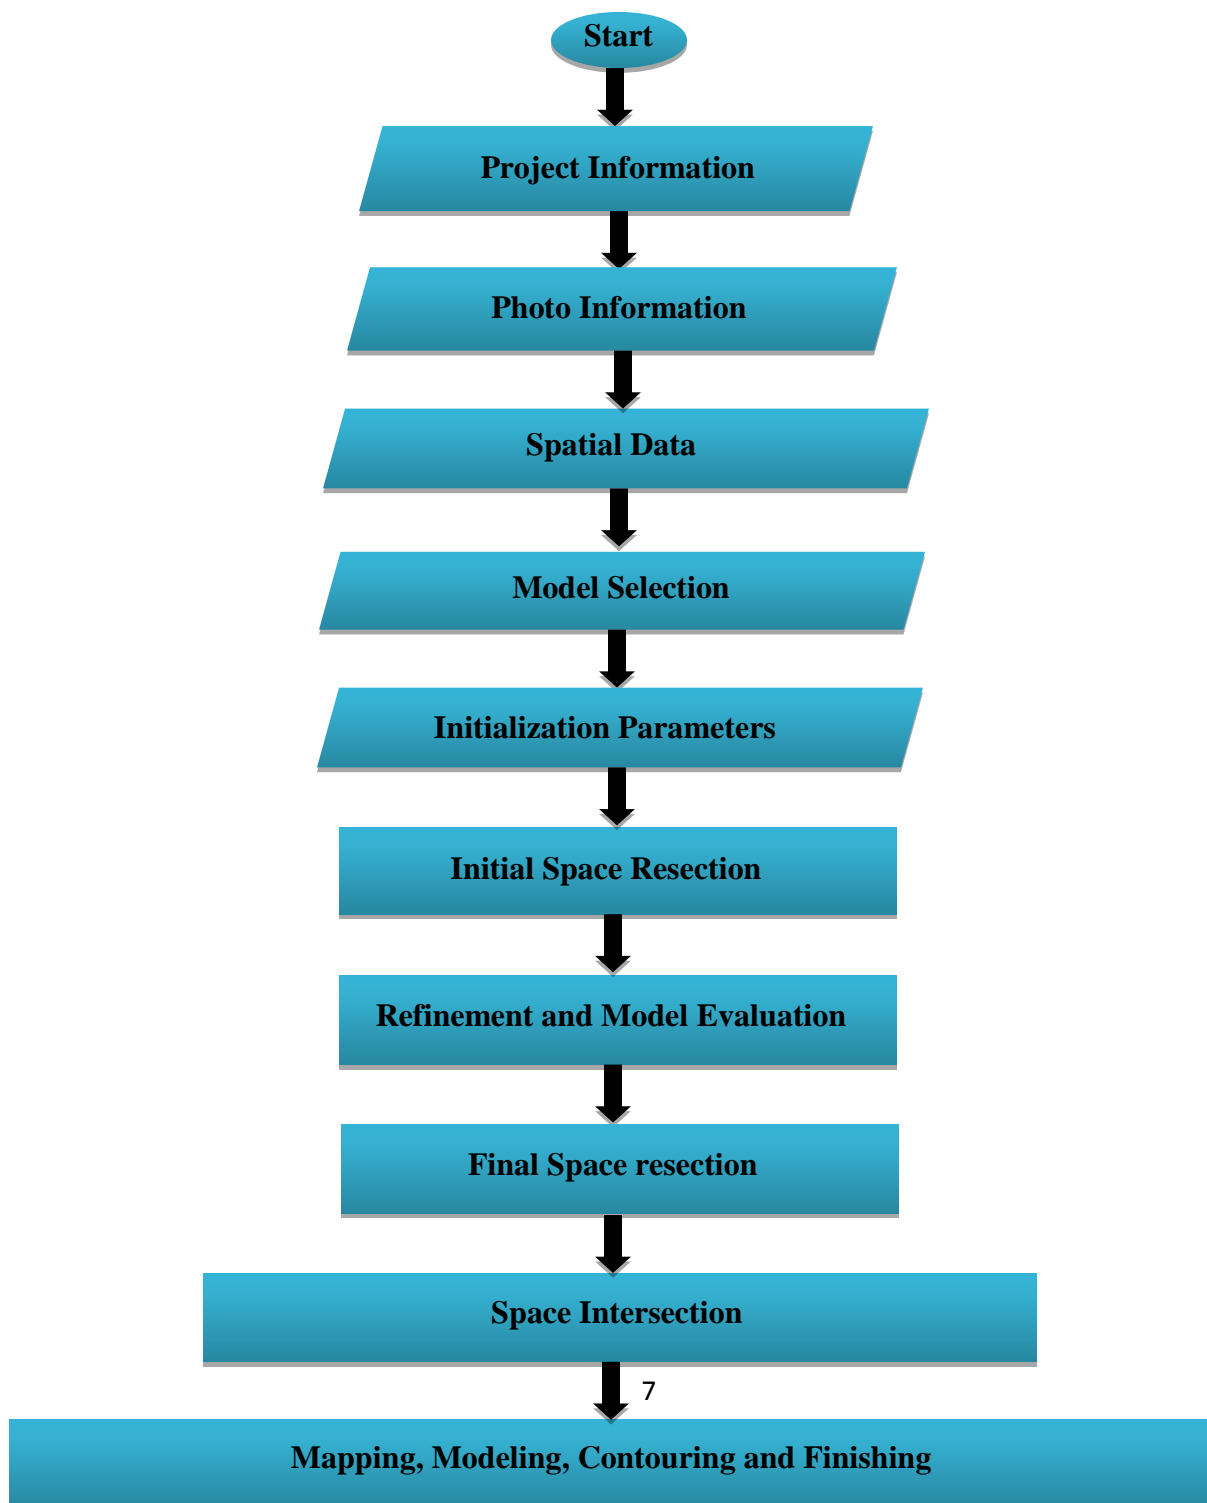 Start
Project Information
Photo Information
Spatial Data
Model Selection
Initialization Parameters
Initial Space Resection
Refinement and Model Evaluation
Final Space resection
Space Intersection
7
Mapping, Modeling, Contouring and Finishing